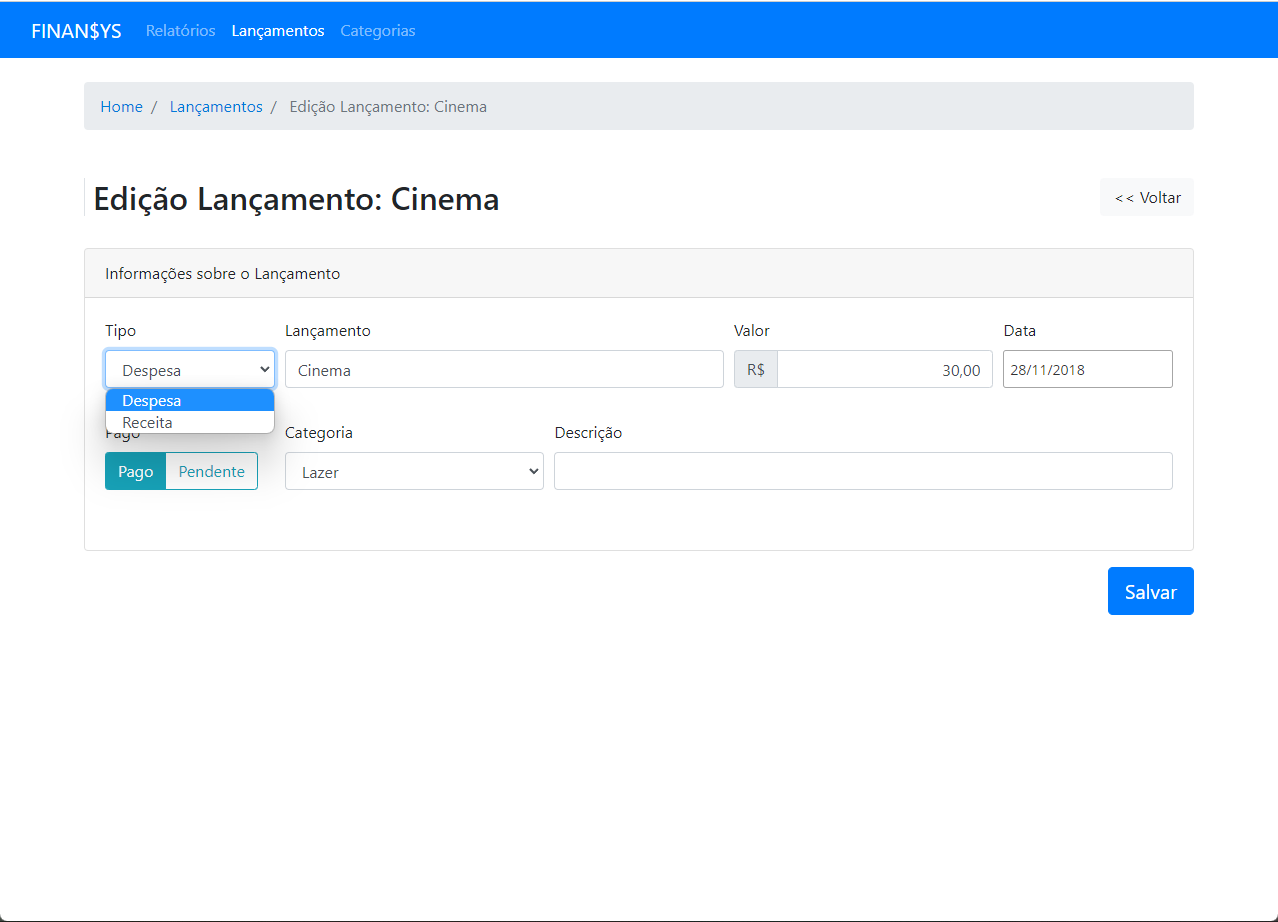 FINAN$YS Relatórios Lançamentos Categorias
Home / Lançamentos / Edição Lançamento: Cinema
Edição Lançamento: Cinema << Voltar
Informações sobre o Lançamento
Tipo Lançamento Valor Data
Despesa Cinema R$ 30,00 28/11/2018
Despesa
Receita
Pago Categoria Descrição
Pago Pendente Lazer
Salvar